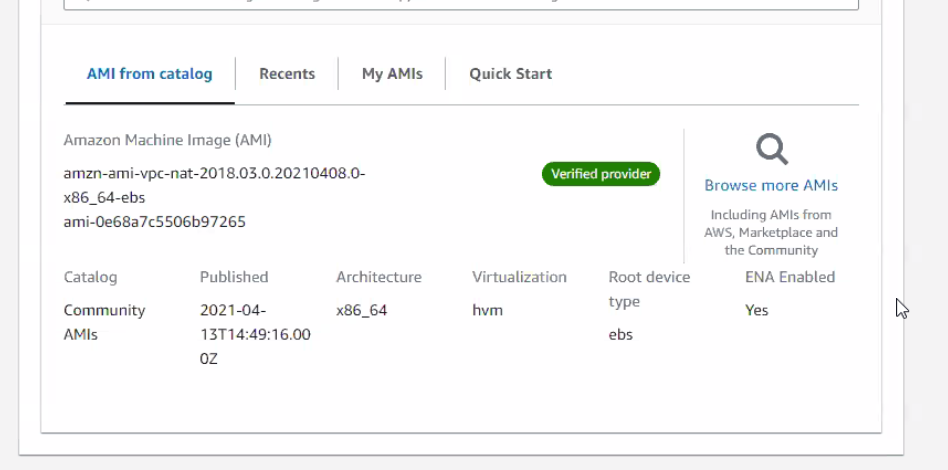 AMI from catalog
Recents
My AMIs
Quick Start
Amazon Machine Image (AMI)
amzn-ami-vpc-nat-2018.03.0.20210408.0-
x86_64-ebs
ami-0e68a7c5506b97265
Verified provider
Browse more AMIs
Including AMIs from
AWS, Marketplace and
the Community
Catalog
Community
AMIs
Published
2021-04-
13T14:49:16.00
0Z
Architecture
x86_64
Virtualization
hvm
Root device
type
ebs
ENA Enabled
Yes